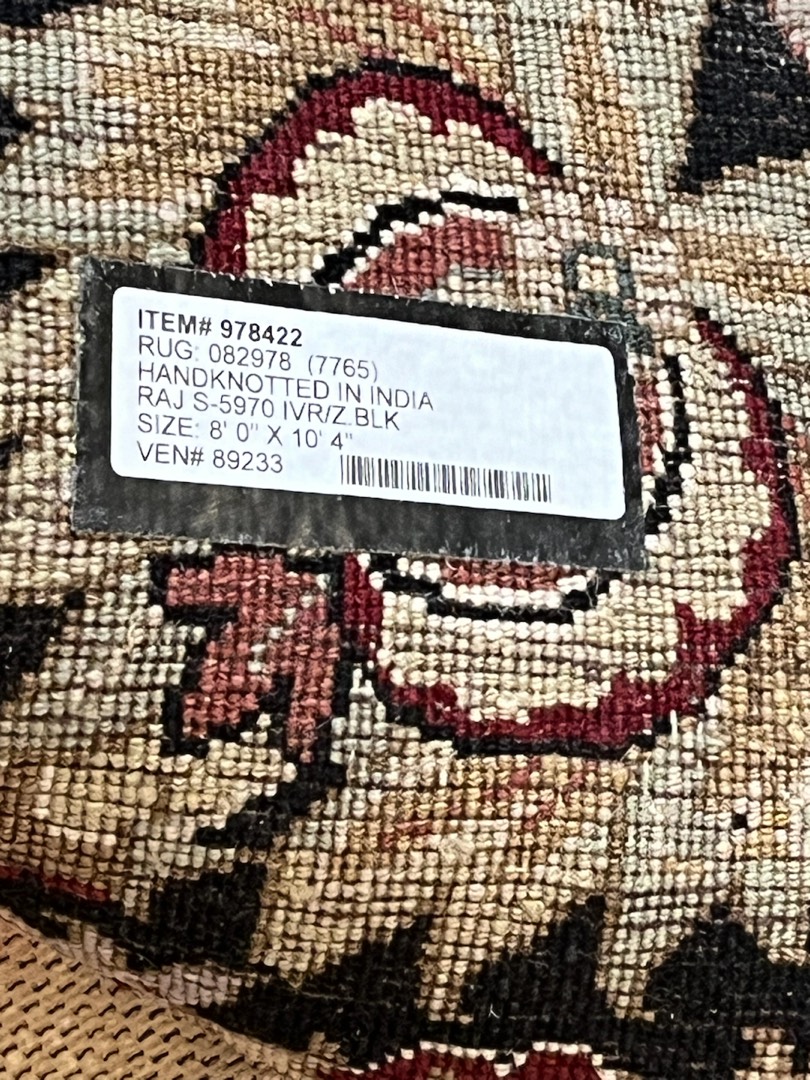 ITEM# 978422
RUG: 082978 (7765)
HANDKNOTTED IN INDIA
RAJ S-5970 IVR/Z.BLK
SIZE: 8' 0" X 10' 4"
VEN# 89233